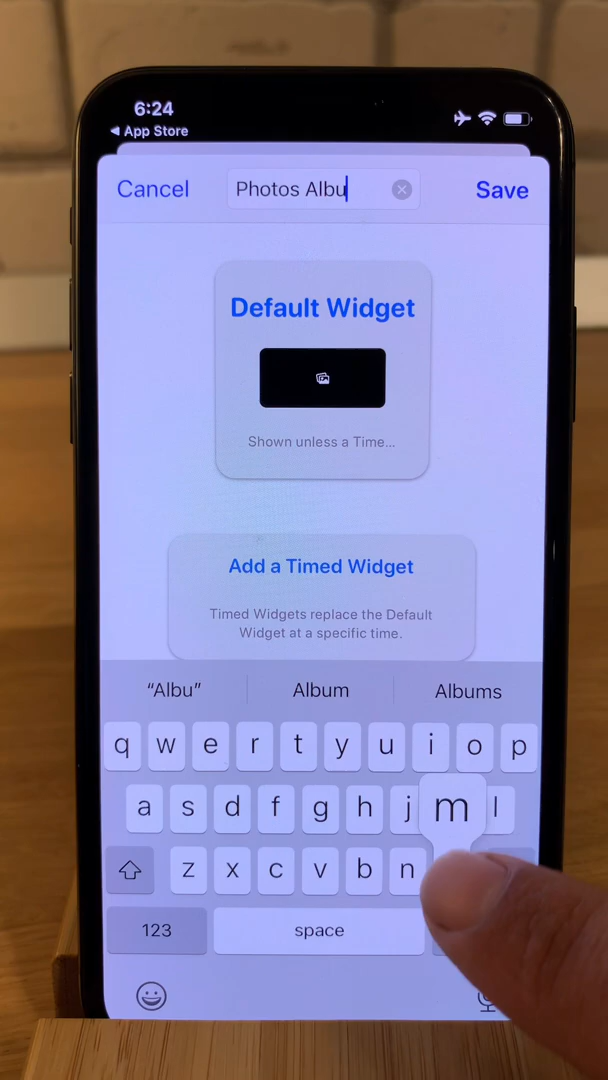 6:24
◀ App Store
Cancel
Photos Albu
Save
Default Widget
Shown unless a Time...
Add a Timed Widget
Timed Widgets replace the Default
Widget at a specific time.
“Albu” Album Albums
q w e r t y u i o p
a s d f g h j m l
z x c v b n
123 space